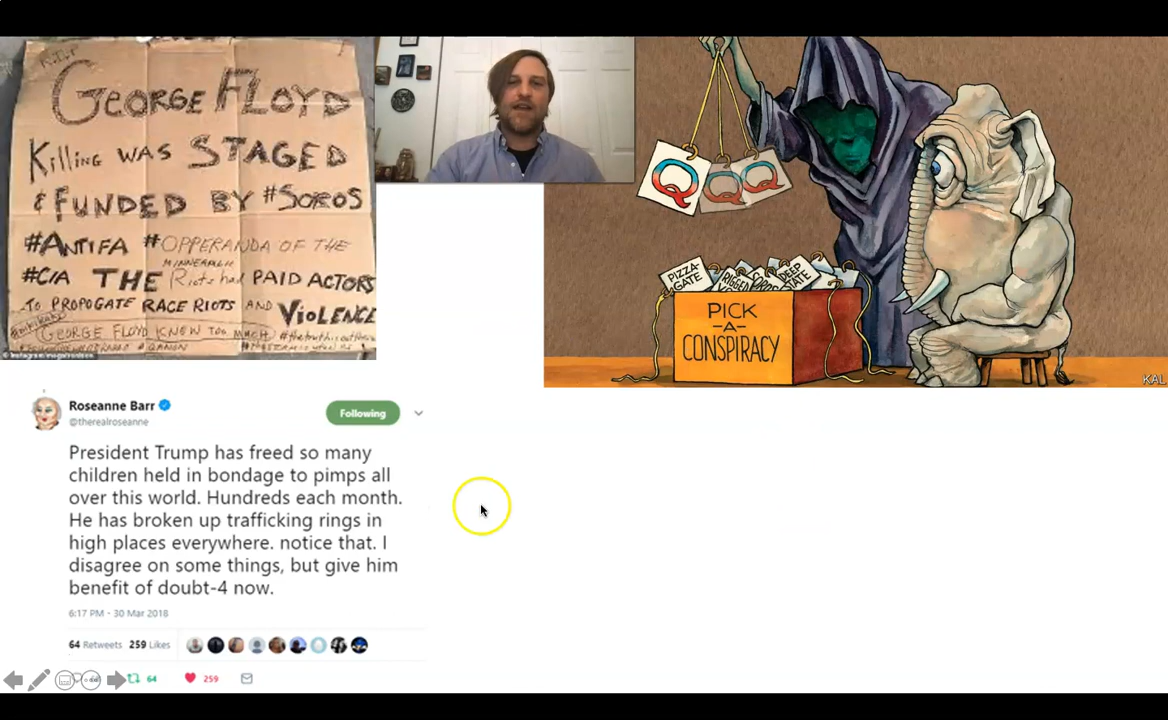 R.I.P
GEORGE FLOYD
KiLLiNG WAS STAGED
& FUNDED BY #SOROS
#ANTIFA #OPPERANDA OF THE
#CIA THE Riots had PAID ACTORS
TO PROPOGATE RACE RIOTS AND VIOLENCE
GEORGE FLOYD KNEW TOO MUCH
Q Q Q
PIZZA-
GATE
RIGGED
DEEP
STATE
PICK
-A-
CONSPIRACY
KAL
Roseanne Barr
@therealroseanne
Following
President Trump has freed so many
children held in bondage to pimps all
over this world. Hundreds each month.
He has broken up trafficking rings in
high places everywhere. notice that. I
disagree on some things, but give him
benefit of doubt-4 now.
6:17 PM - 30 Mar 2018
64 Retweets 259 Likes
64 259